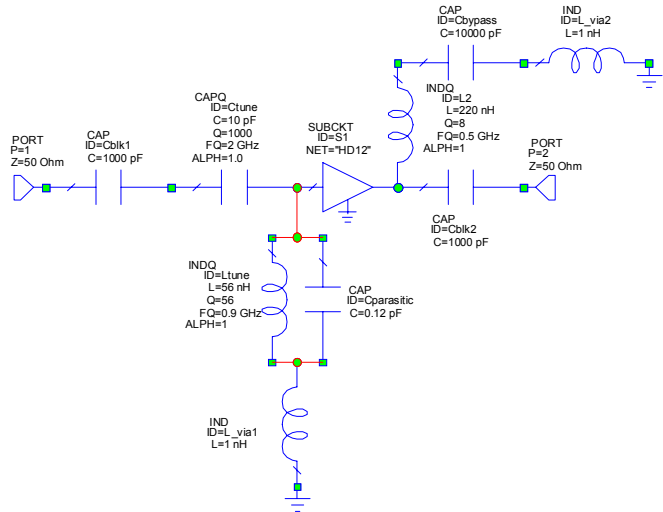 CAP
ID=Cbypass
C=10000 pF
IND
ID=L_via2
L=1 nH
CAPQ
ID=Ctune
C=10 pF
Q=1000
FQ=2 GHz
ALPH=1.0
INDQ
ID=L2
L=220 nH
Q=8
FQ=0.5 GHz
ALPH=1
SUBCKT
ID=S1
NET="HD12"
PORT
P=1
Z=50 Ohm
CAP
ID=Cblk1
C=1000 pF
PORT
P=2
Z=50 Ohm
CAP
ID=Cblk2
C=1000 pF
INDQ
ID=Ltune
L=56 nH
Q=56
FQ=0.9 GHz
ALPH=1
CAP
ID=Cparasitic
C=0.12 pF
IND
ID=L_via1
L=1 nH